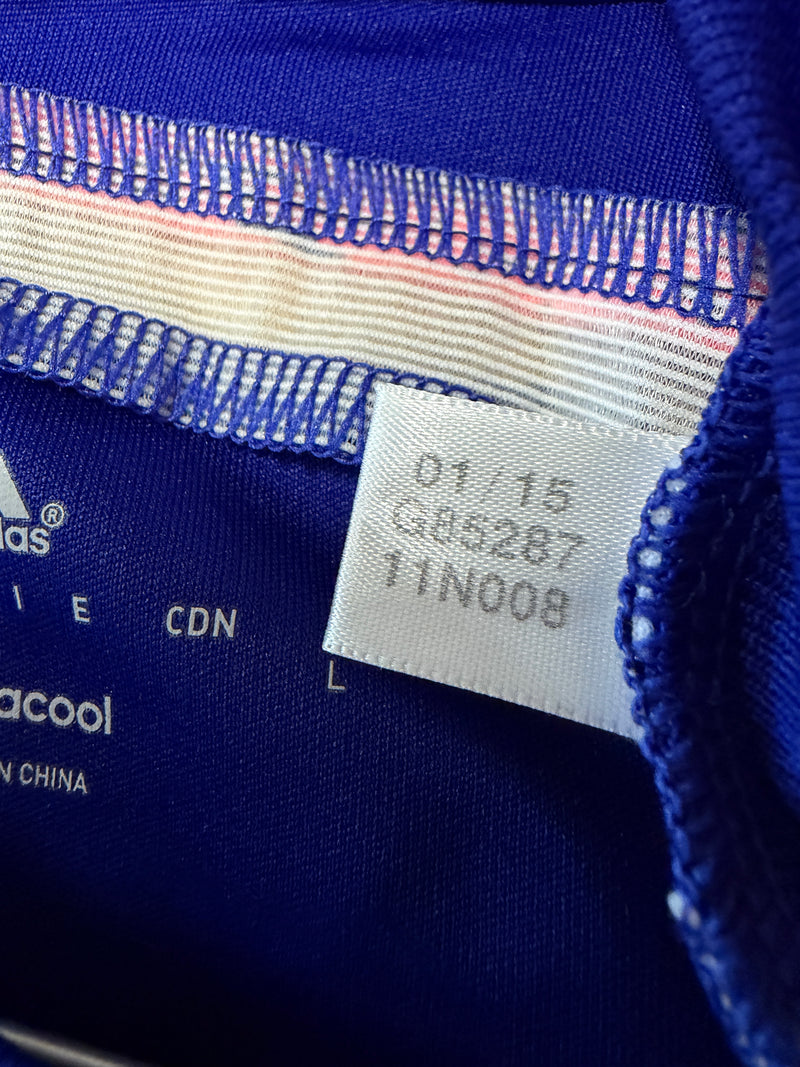 01/15
G85287
11N008
das®
I E CDN
L
acool
N CHINA